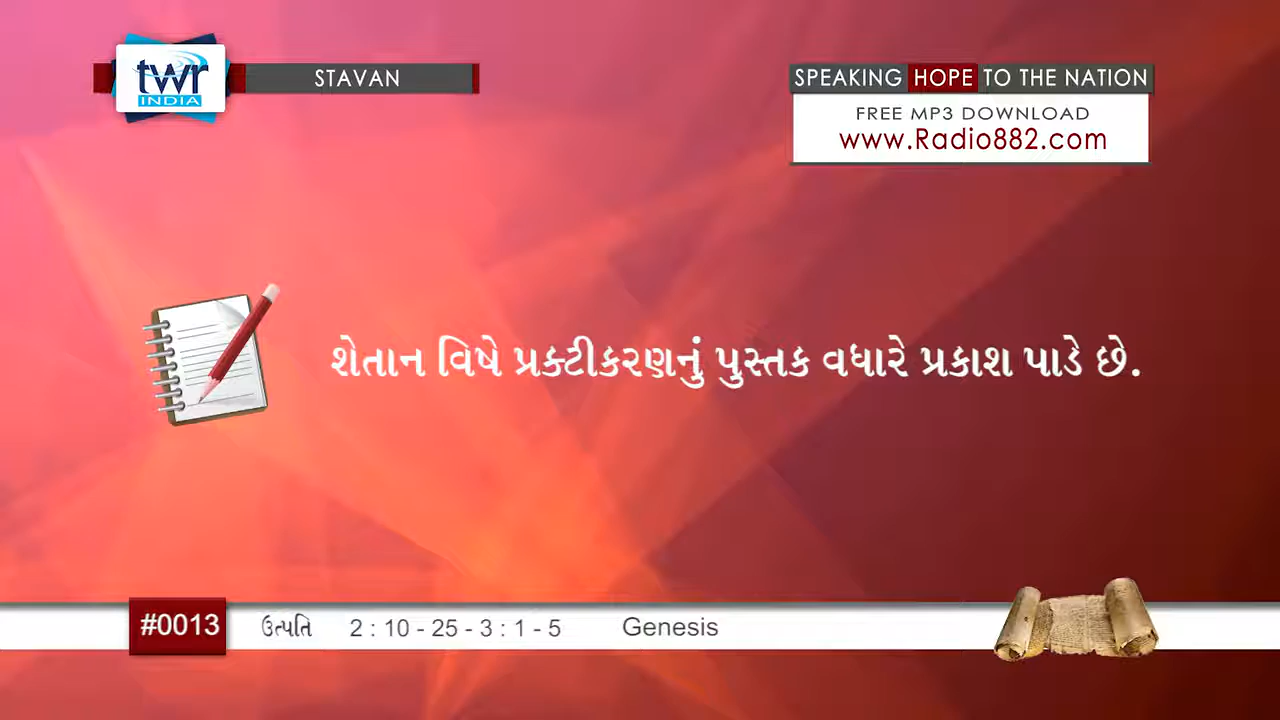 twr
INDIA
STAVAN
SPEAKING HOPE TO THE NATION
FREE MP3 DOWNLOAD
www.Radio882.com
શેતાન વિષે પ્રક્ટીકરણનું પુસ્તક વધારે પ્રકાશ પાડે છે.
#0013 ઉત્પતિ 2 : 10 - 25 - 3 : 1 - 5 Genesis